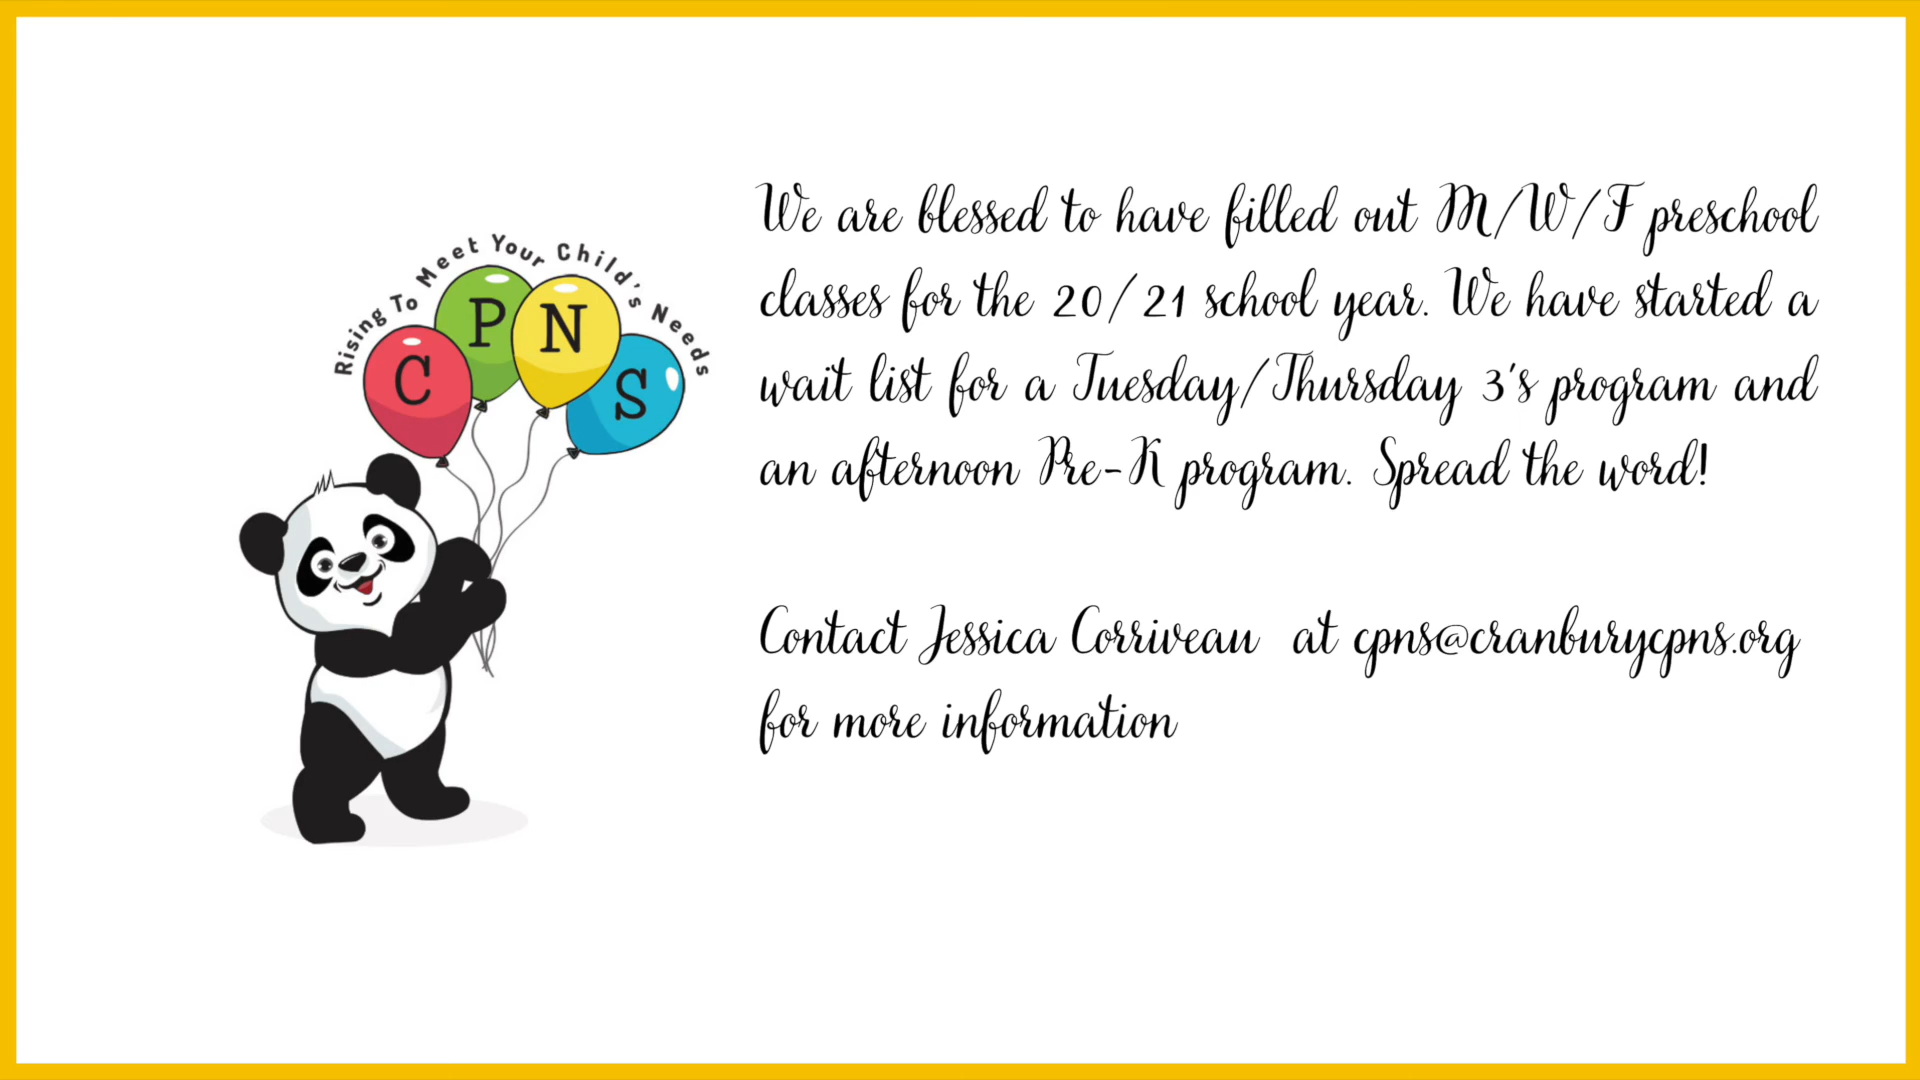 Rising To Meet Your Child's Needs
C P N S
We are blessed to have filled out M/W/F preschool
classes for the 20/21 school year. We have started a
wait list for a Tuesday/Thursday 3's program and
an afternoon Pre-K program. Spread the word!
Contact Jessica Corriveau at cpns@cranburycpns.org
for more information